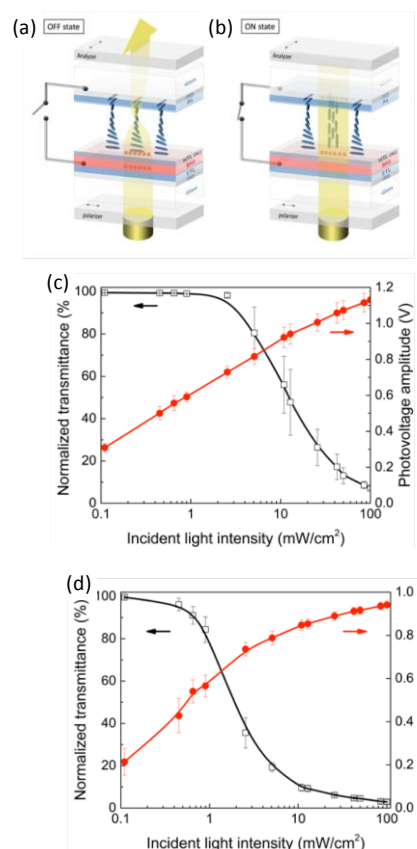 (a)
OFF state
Analyzer
glass
polarizer
(b)
ON state
Analyzer
glass
polarizer
(c)
Normalized transmittance (%)
100
80
60
40
20
0
1.2
1.0
0.8
0.6
0.4
0.2
0.0
Photovoltage amplitude (V)
0.1
1
10
100
Incident light intensity (mW/cm²)
(d)
Normalized transmittance (%)
100
80
60
40
20
0
1.0
0.8
0.6
0.4
0.2
0.0
0.1
1
10
100
Incident light intensity (mW/cm²)